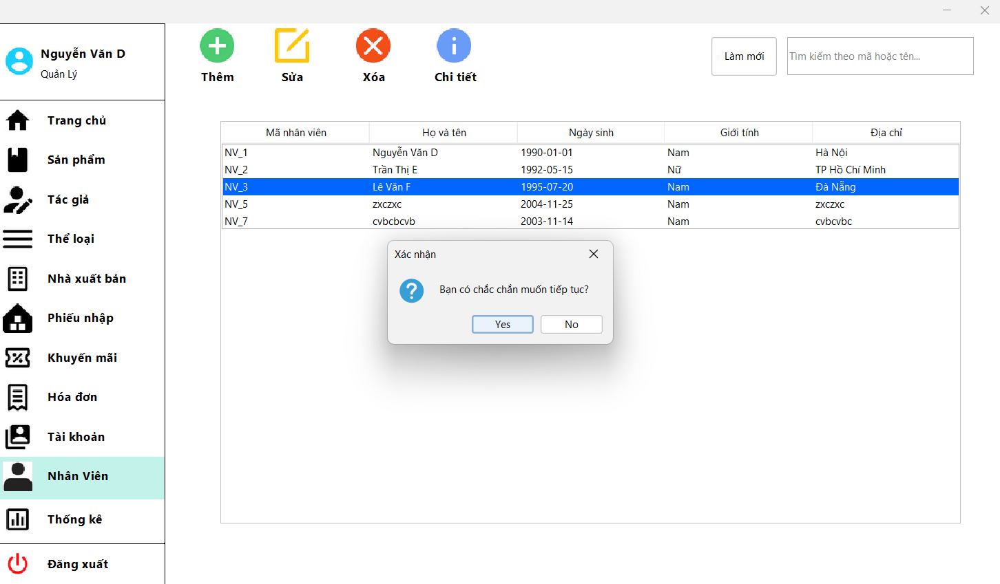 Nguyễn Văn D
Quản Lý
Trang chủ
Sản phẩm
Tác giả
Thể loại
Nhà xuất bản
Phiếu nhập
Khuyến mãi
Hóa đơn
Tài khoản
Nhân Viên
Thống kê
Đăng xuất
Thêm Sửa Xóa Chi tiết
Làm mới Tìm kiếm theo mã hoặc tên...
Mã nhân viên Họ và tên Ngày sinh Giới tính Địa chỉ
NV_1 Nguyễn Văn D 1990-01-01 Nam Hà Nội
NV_2 Trần Thị E 1992-05-15 Nữ TP Hồ Chí Minh
NV_3 Lê Văn F 1995-07-20 Nam Đà Nẵng
NV_5 zxczxc 2004-11-25 Nam zxczxc
NV_7 cvbcbcvb 2003-11-14 Nam cvbcvbc
Xác nhận
Bạn có chắc chắn muốn tiếp tục?
Yes No